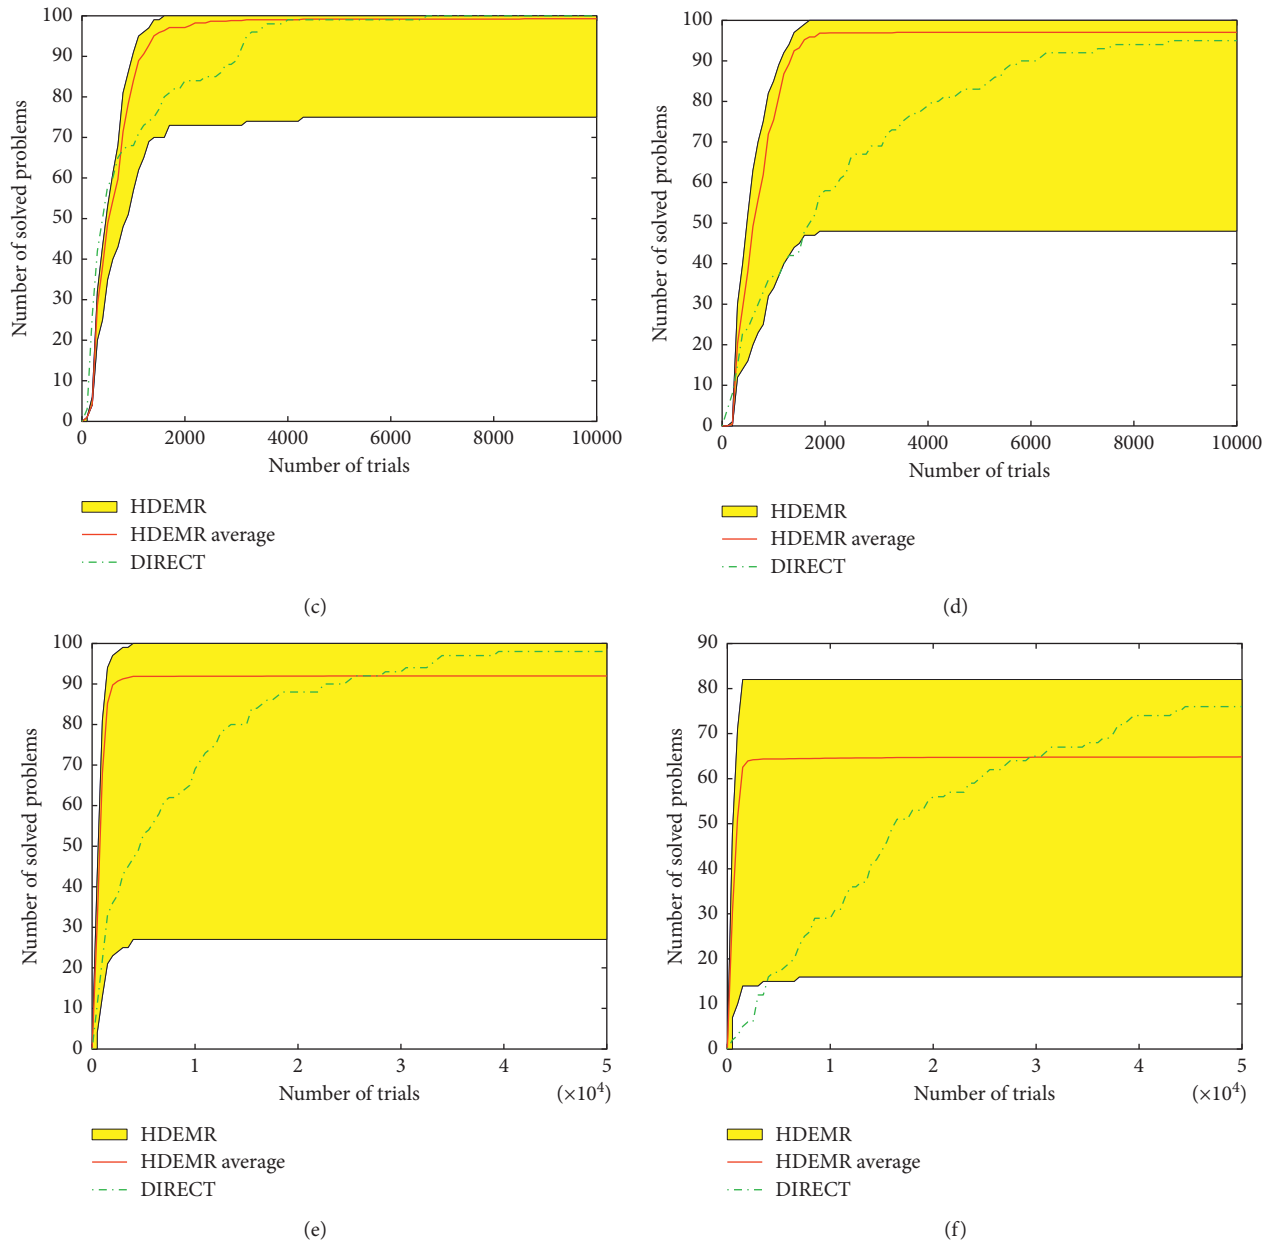 100
90
80
70
60
50
40
30
20
10
0
Number of solved problems
0 2000 4000 6000 8000 10000
Number of trials
HDEMR
HDEMR average
DIRECT
(c)
100
90
80
70
60
50
40
30
20
10
0
Number of solved problems
0 2000 4000 6000 8000 10000
Number of trials
HDEMR
HDEMR average
DIRECT
(d)
100
90
80
70
60
50
40
30
20
10
0
Number of solved problems
0 1 2 3 4 5
Number of trials (×10⁴)
HDEMR
HDEMR average
DIRECT
(e)
90
80
70
60
50
40
30
20
10
0
Number of solved problems
0 1 2 3 4 5
Number of trials (×10⁴)
HDEMR
HDEMR average
DIRECT
(f)